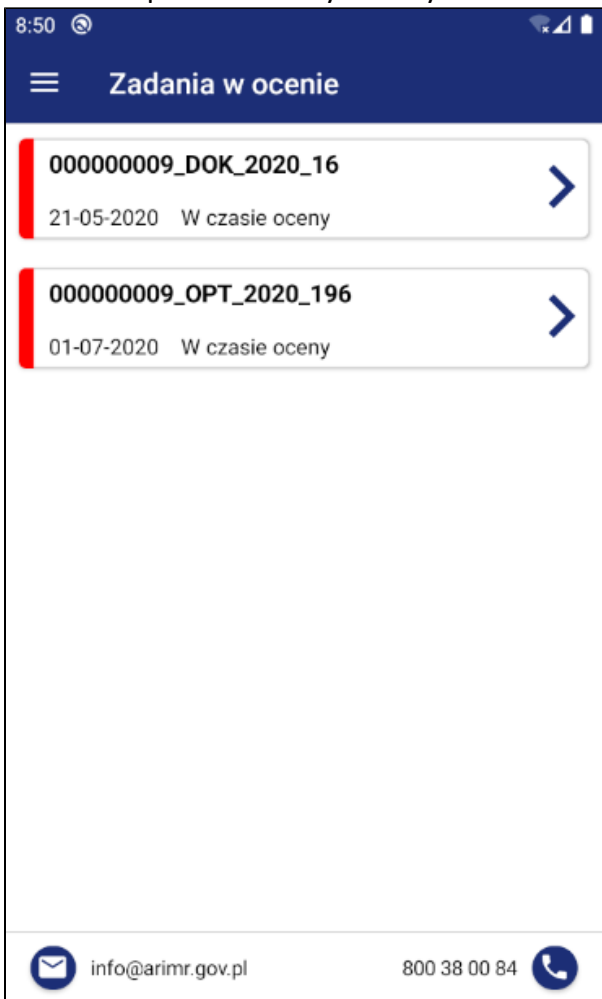 8:50
Zadania w ocenie
000000009_DOK_2020_16
21-05-2020 W czasie oceny
000000009_OPT_2020_196
01-07-2020 W czasie oceny
info@arimr.gov.pl 800 38 00 84